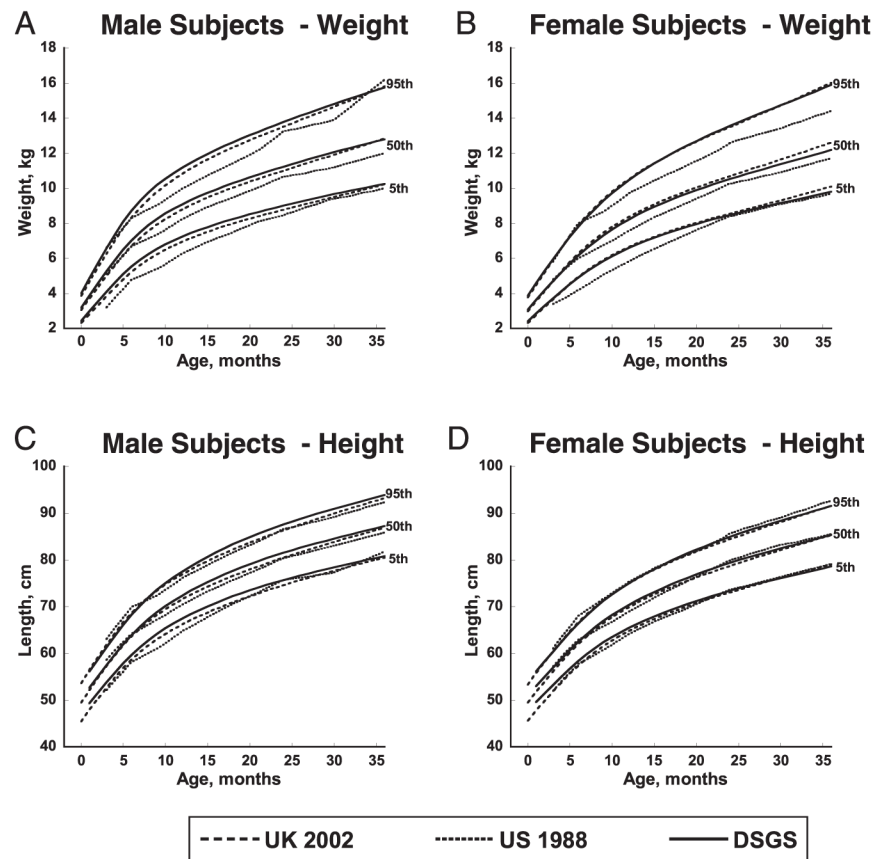 A Male Subjects - Weight
18
16
14
12
10
8
6
4
2
Weight, kg
95th
50th
5th
0 5 10 15 20 25 30 35
Age, months
B Female Subjects - Weight
18
16
14
12
10
8
6
4
2
Weight, kg
95th
50th
5th
0 5 10 15 20 25 30 35
Age, months
C Male Subjects - Height
100
90
80
70
60
50
40
Length, cm
95th
50th
5th
0 5 10 15 20 25 30 35
Age, months
D Female Subjects - Height
100
90
80
70
60
50
40
Length, cm
95th
50th
5th
0 5 10 15 20 25 30 35
Age, months
UK 2002 US 1988 DSGS